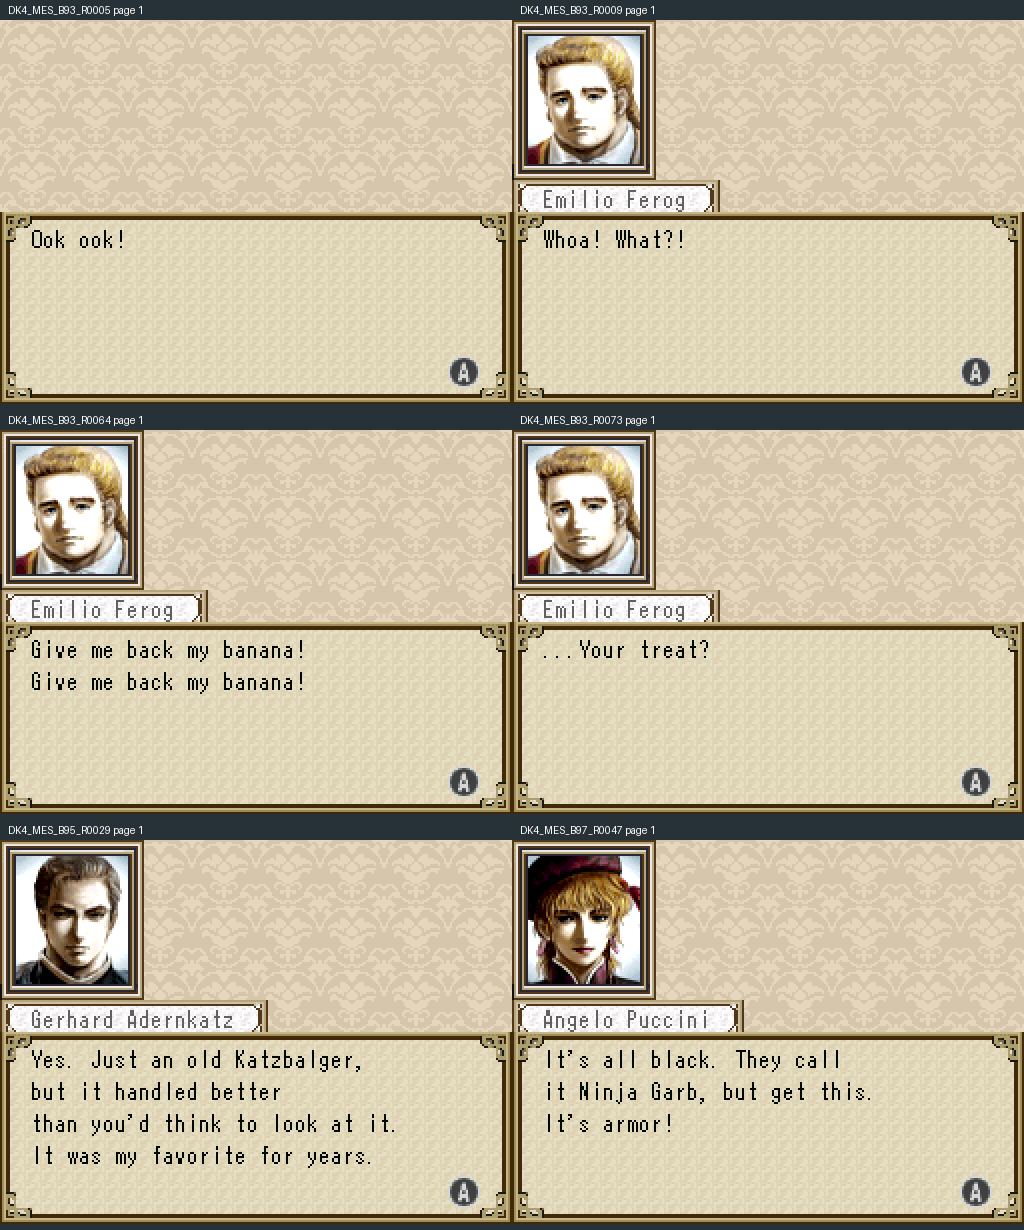 DK4_MES_B93_R0005 page 1
Ook ook!
A
DK4_MES_B93_R0009 page 1
Emilio Ferog
Whoa! What?!
A
DK4_MES_B93_R0064 page 1
Emilio Ferog
Give me back my banana!
Give me back my banana!
A
DK4_MES_B93_R0073 page 1
Emilio Ferog
...Your treat?
A
DK4_MES_B95_R0029 page 1
Gerhard Adernkatz
Yes. Just an old Katzbalger,
but it handled better
than you'd think to look at it.
It was my favorite for years.
A
DK4_MES_B97_R0047 page 1
Angelo Puccini
It's all black. They call
it Ninja Garb, but get this.
It's armor!
A